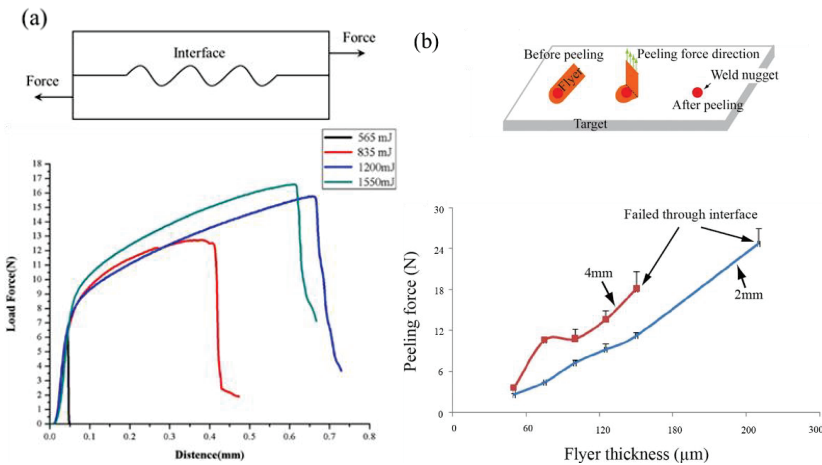 (a)
Force
Interface
Force
565 mJ
835 mJ
1200mJ
1550mJ
18
17
16
15
14
13
12
11
10
9
8
7
6
5
4
3
2
1
0
Load Force(N)
0.0 0.1 0.2 0.3 0.4 0.5 0.6 0.7 0.8
Distence(mm)
(b)
Before peeling
Peeling force direction
Flyer
Weld nugget
After peeling
Target
30
24
18
12
6
0
Peeling force (N)
Failed through interface
4mm
2mm
0 60 120 180 200 300
Flyer thickness (μm)